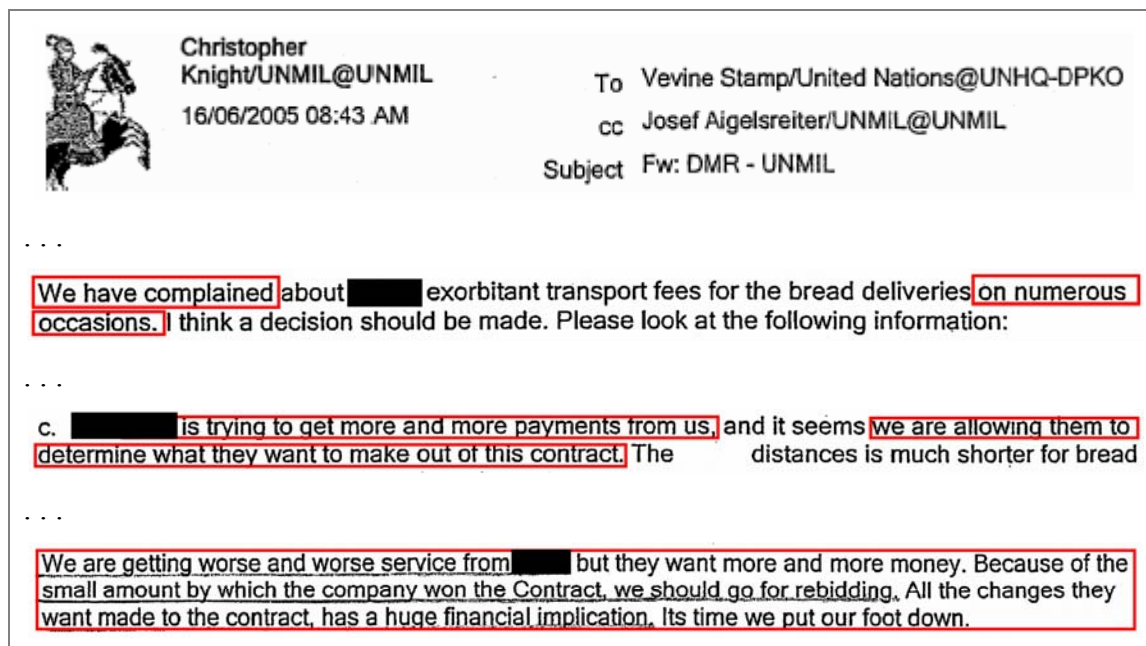 Christopher
Knight/UNMIL@UNMIL
16/06/2005 08:43 AM
To Vevine Stamp/United Nations@UNHQ-DPKO
cc Josef Aigelsreiter/UNMIL@UNMIL
Subject Fw: DMR - UNMIL
. . .
We have complained about exorbitant transport fees for the bread deliveries on numerous
occasions. I think a decision should be made. Please look at the following information:
. . .
c. is trying to get more and more payments from us, and it seems we are allowing them to
determine what they want to make out of this contract. The distances is much shorter for bread
. . .
We are getting worse and worse service from but they want more and more money. Because of the
small amount by which the company won the Contract, we should go for rebidding. All the changes they
want made to the contract, has a huge financial implication. Its time we put our foot down.